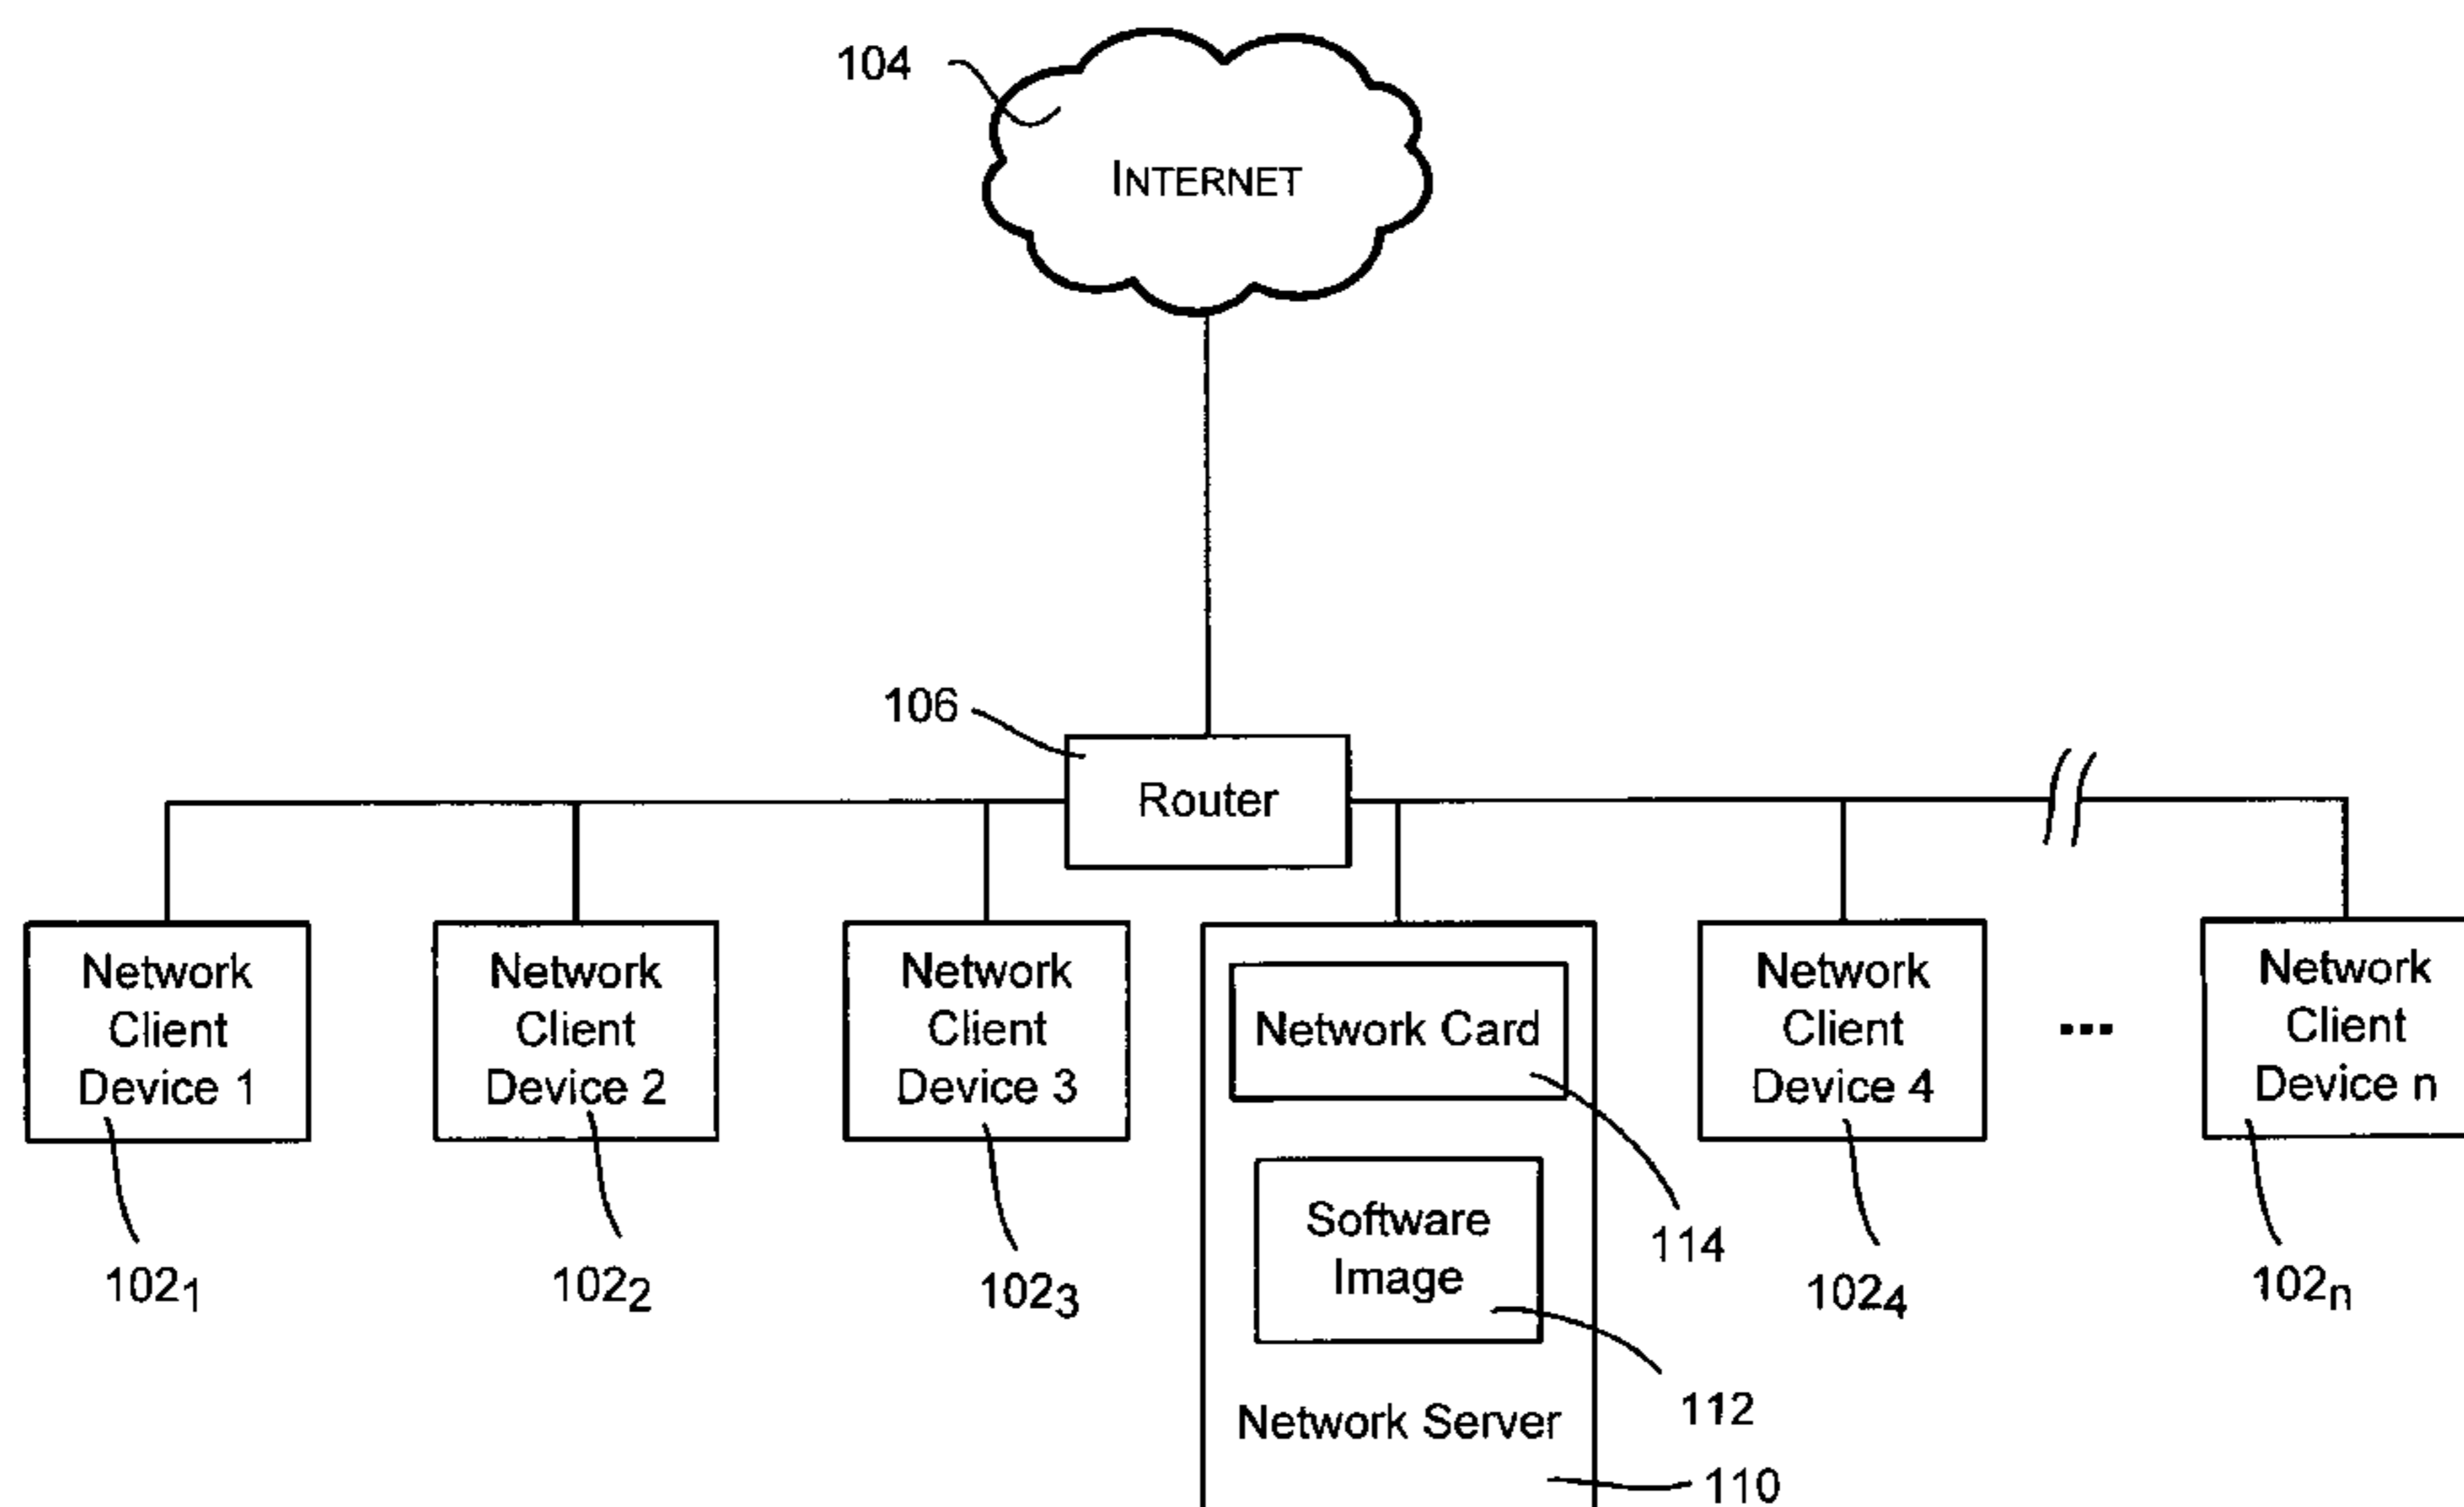 104
INTERNET
106
Router
Network
Client
Device 1
Network
Client
Device 2
Network
Client
Device 3
Network Card
Network
Client
Device 4
...
Network
Client
Device n
Software
Image
114
102₁
102₂
102₃
102₄
102ₙ
112
Network Server
110